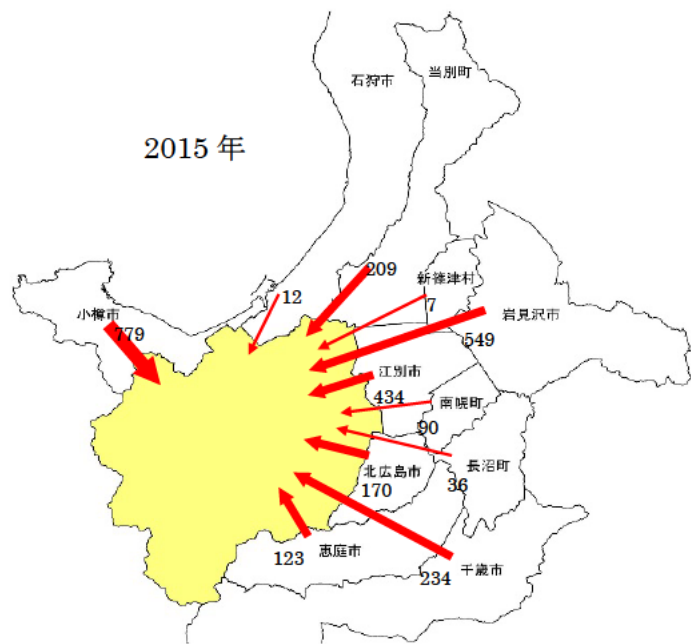 石狩市
当別町
2015 年
209
新篠津村
12
7
小樽市
岩見沢市
779
549
江別市
434
南幌町
90
長沼町
北広島市
36
170
恵庭市
123
千歳市
234